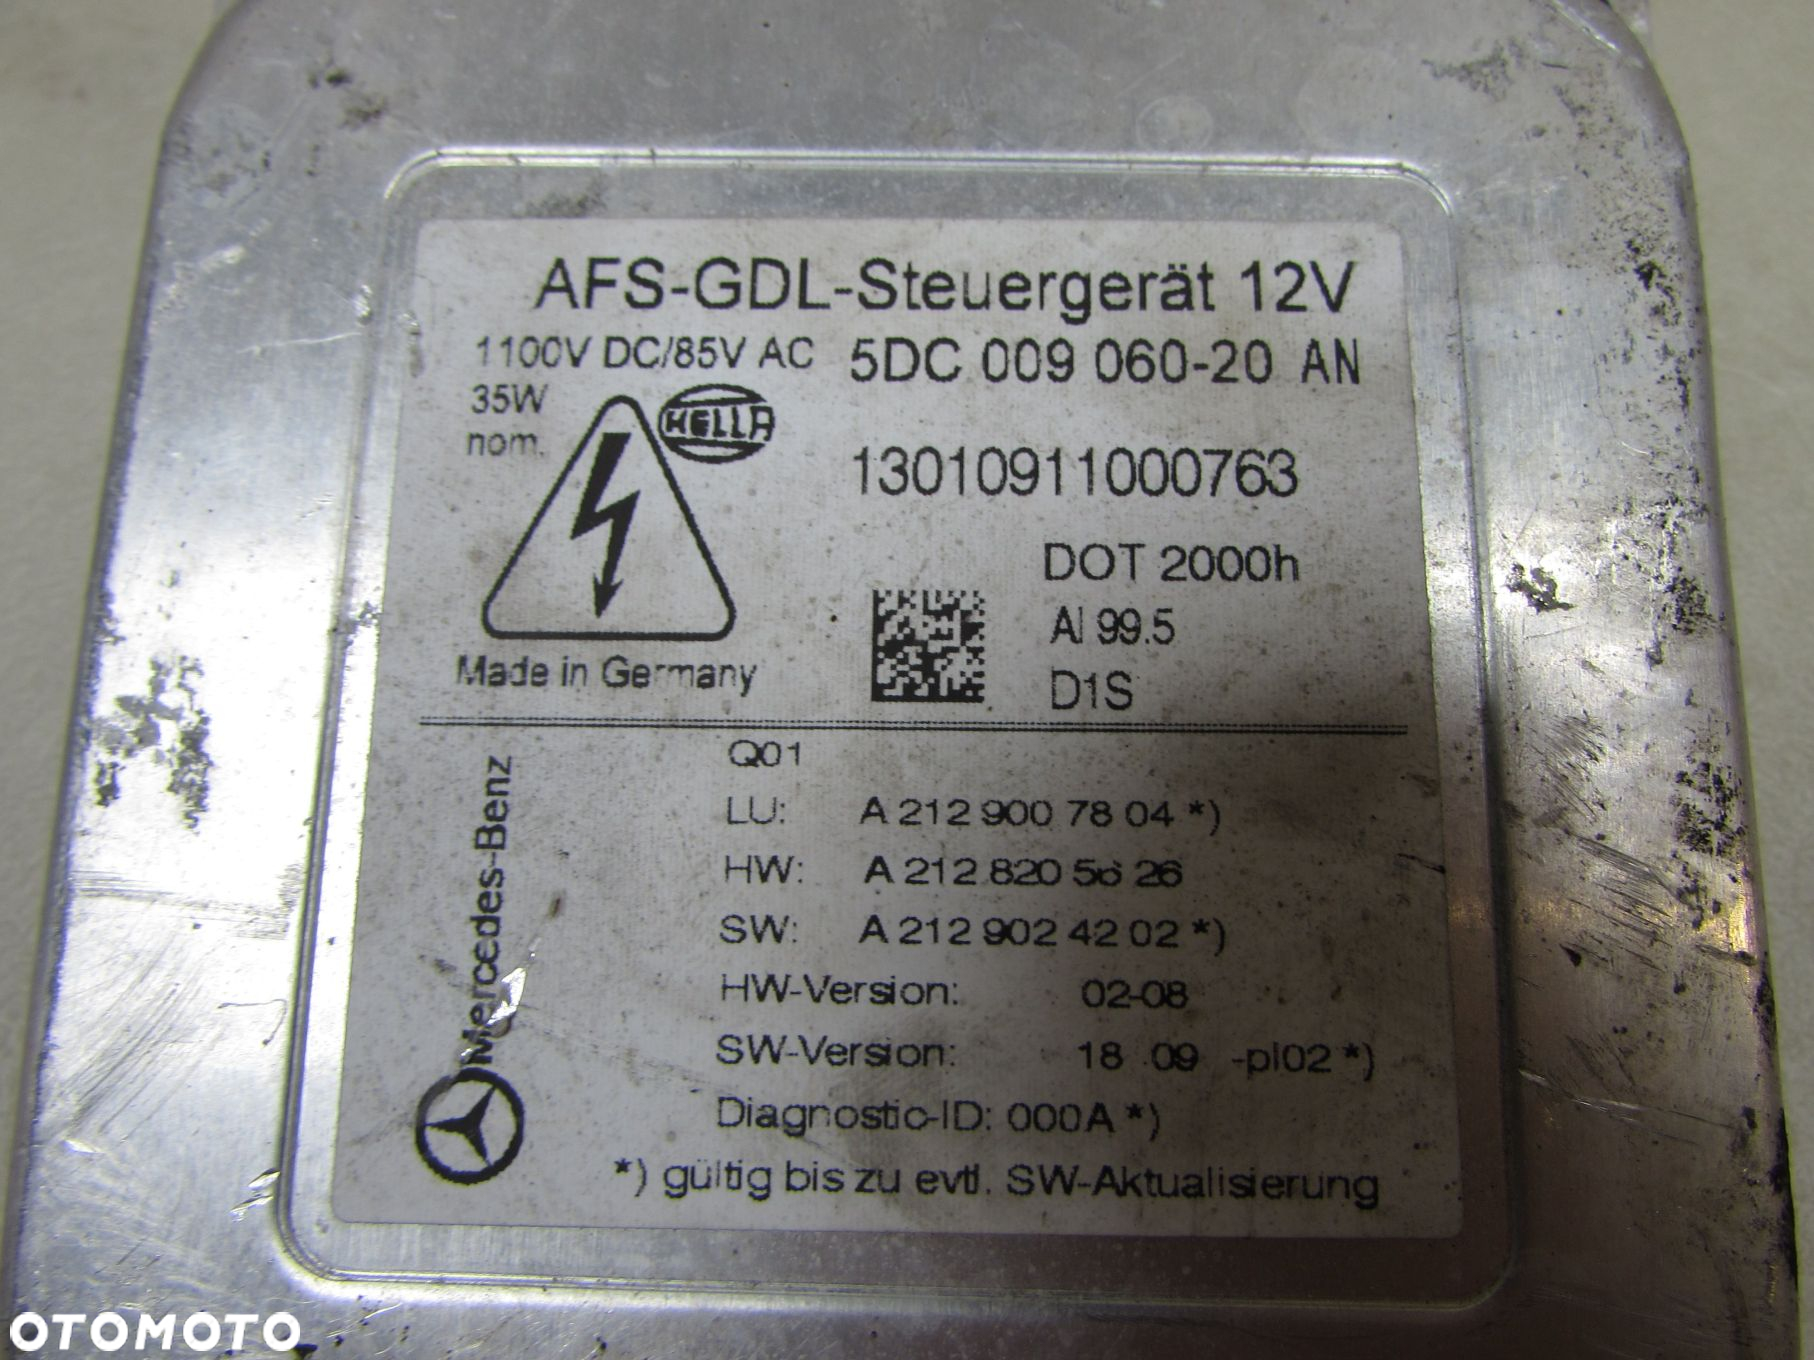 AFS-GDL-Steuergerät 12V
1100V DC/85V AC 5DC 009 060-20 AN
35W
nom.
HELLA
13010911000763
DOT 2000h
Al 99.5
D1S
Made in Germany
Mercedes-Benz
Q01
LU: A 212 900 78 04 *)
HW: A 212 820 56 26
SW: A 212 902 42 02 *)
HW-Version: 02-08
SW-Version: 18 09 -pl02 *)
Diagnostic-ID: 000A *)
*) gültig bis zu evtl. SW-Aktualisierung
OTOMOTO